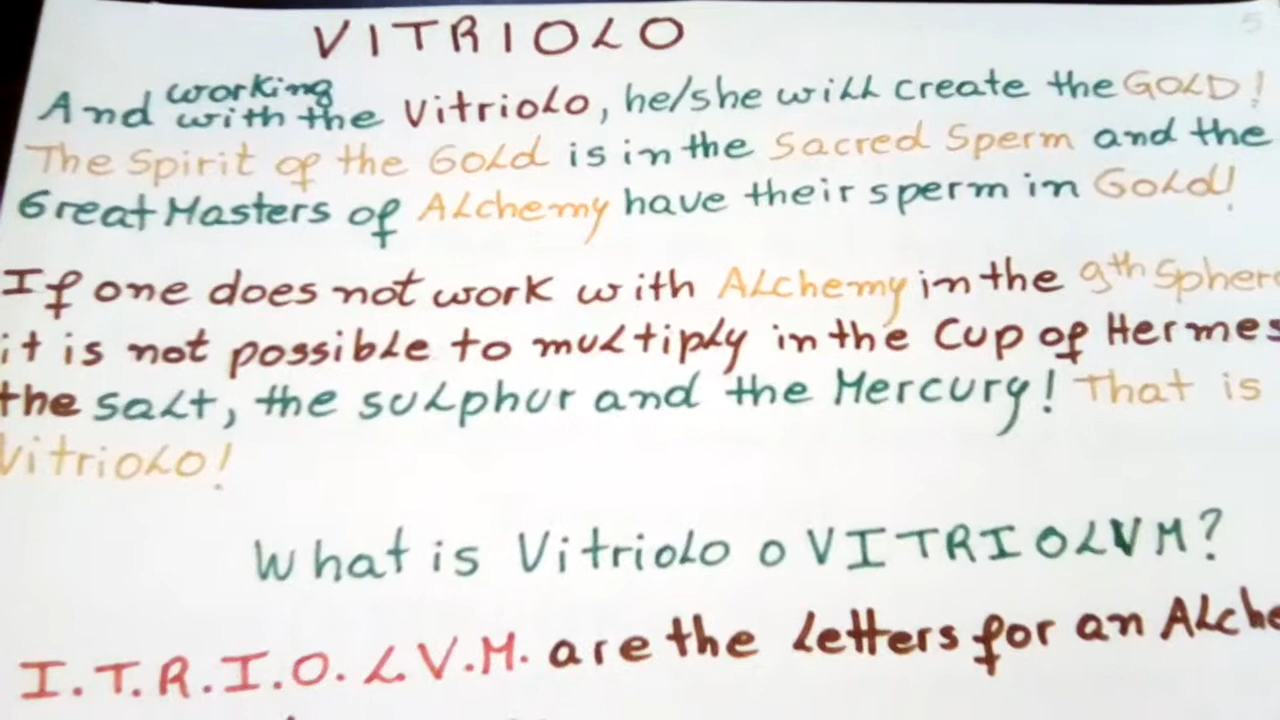 5
VITRIOLO
And working with the Vitriolo, he/she will create the GOLD!
The Spirit of the Gold is in the Sacred Sperm and the
Great Masters of Alchemy have their sperm in Gold!
If one does not work with Alchemy in the 9th Sphere
it is not possible to multiply in the Cup of Hermes
the salt, the sulphur and the Mercury! That is
Vitriolo!
What is Vitriolo o VITRIOLVM?
I.T.R.I.O.L.V.M. are the letters for an Alche